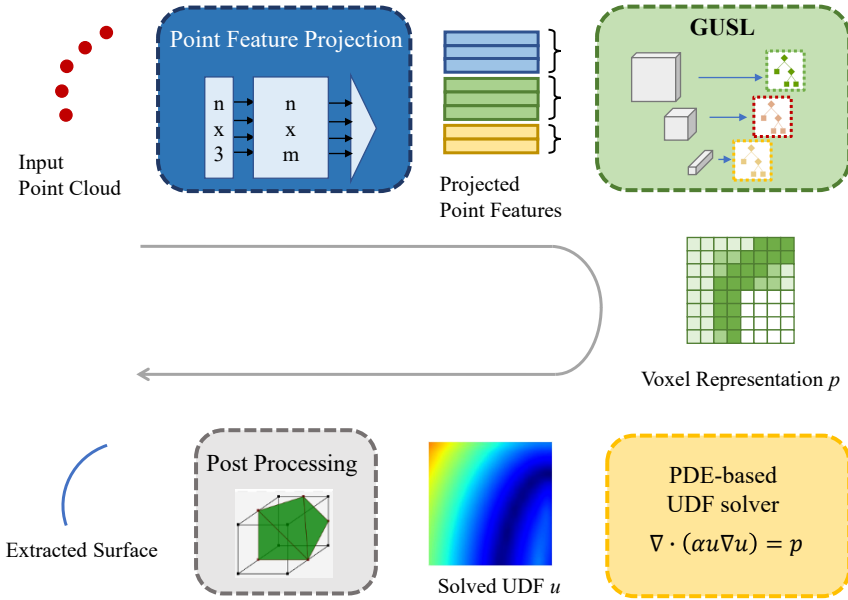 Point Feature Projection
n
x
3
n
x
m
Input
Point Cloud
Projected
Point Features
GUSL
Voxel Representation p
Extracted Surface
Post Processing
Solved UDF u
PDE-based
UDF solver
∇ · (αu∇u) = p